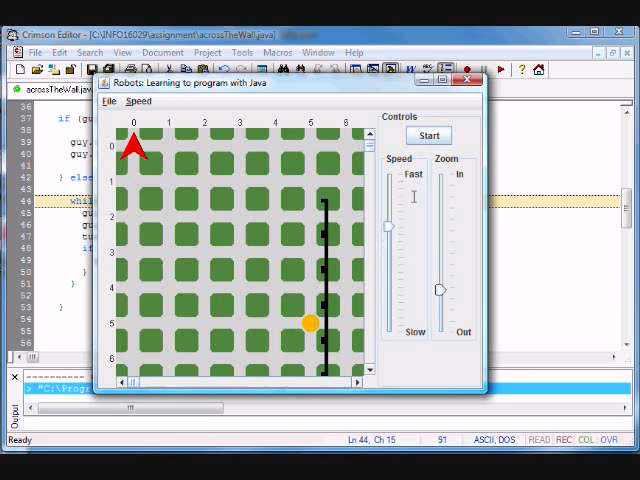 Crimson Editor - [C:\INFO16029\assignment\acrossTheWall.java]
File Edit Search View Document Project Tools Macros Window Help
acrossTheWall.java
Robots: Learning to program with Java
File Speed
0 1 2 3 4 5 6
0
1
2
3
4
5
6
Controls
Start
Speed
Fast
Slow
Zoom
In
Out
36
37
38
39
40
41
42
43
44
45
46
47
48
49
50
51
52
53
54
55
56
if (gu
guy.
guy.
} else
while
gu
gu
tu
if
}
}
}
Output
> "C:\Progr
Ready
Ln 44, Ch 15
91
ASCII, DOS
READ REC COL OVR